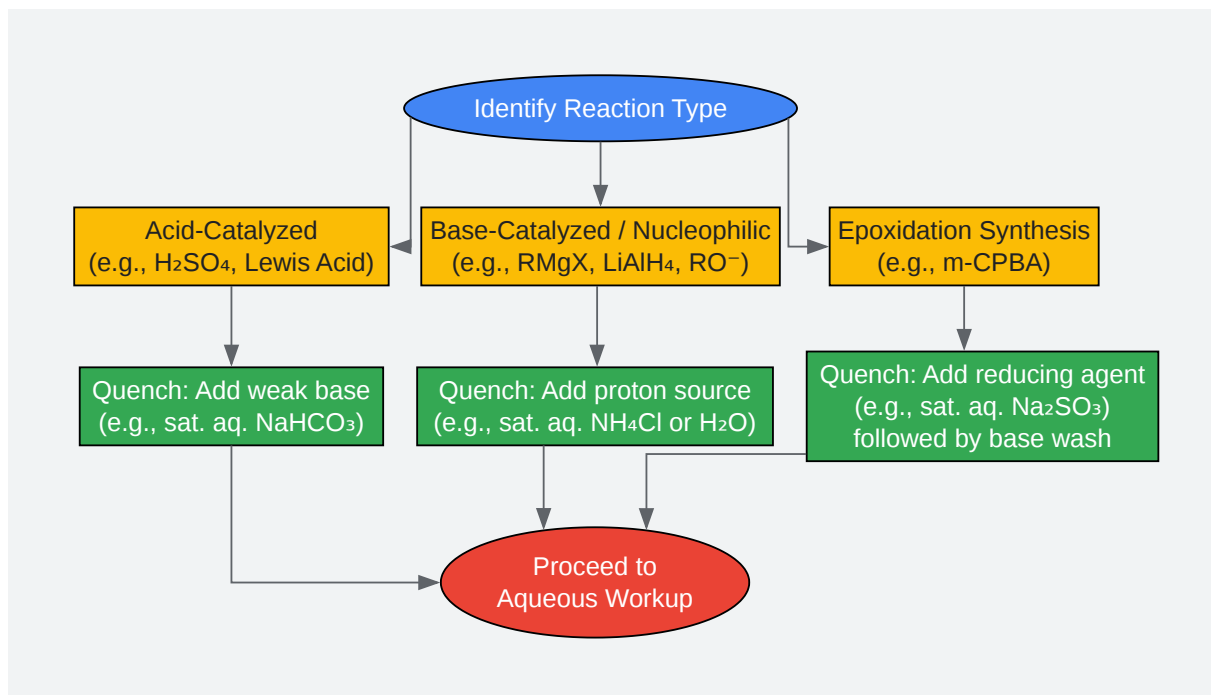 Identify Reaction Type
Acid-Catalyzed
(e.g., H₂SO₄, Lewis Acid)
Base-Catalyzed / Nucleophilic
(e.g., RMgX, LiAlH₄, RO⁻)
Epoxidation Synthesis
(e.g., m-CPBA)
Quench: Add weak base
(e.g., sat. aq. NaHCO₃)
Quench: Add proton source
(e.g., sat. aq. NH₄Cl or H₂O)
Quench: Add reducing agent
(e.g., sat. aq. Na₂SO₃)
followed by base wash
Proceed to
Aqueous Workup